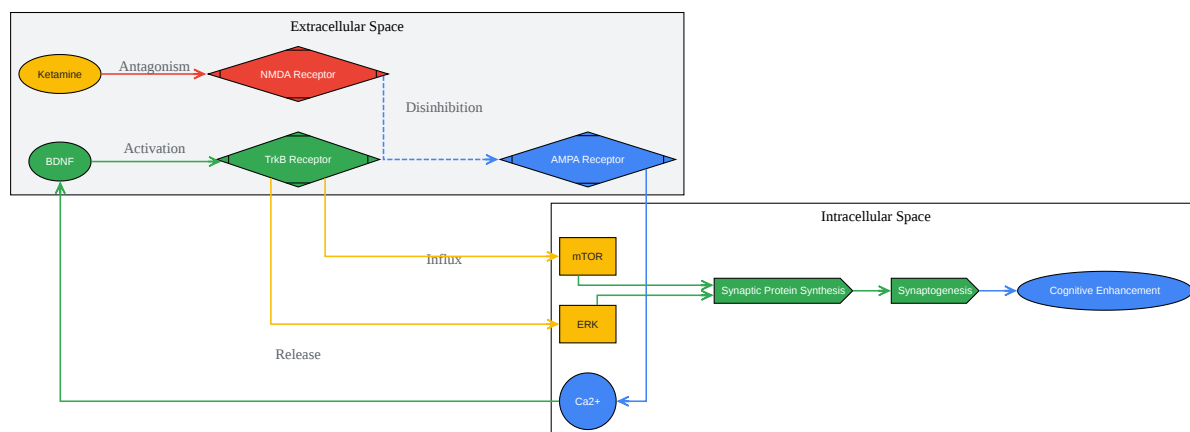 Extracellular Space
Ketamine
Antagonism
NMDA Receptor
Disinhibition
BDNF
Activation
TrkB Receptor
AMPA Receptor
Intracellular Space
Influx
mTOR
Synaptic Protein Synthesis
Synaptogenesis
Cognitive Enhancement
ERK
Release
Ca2+